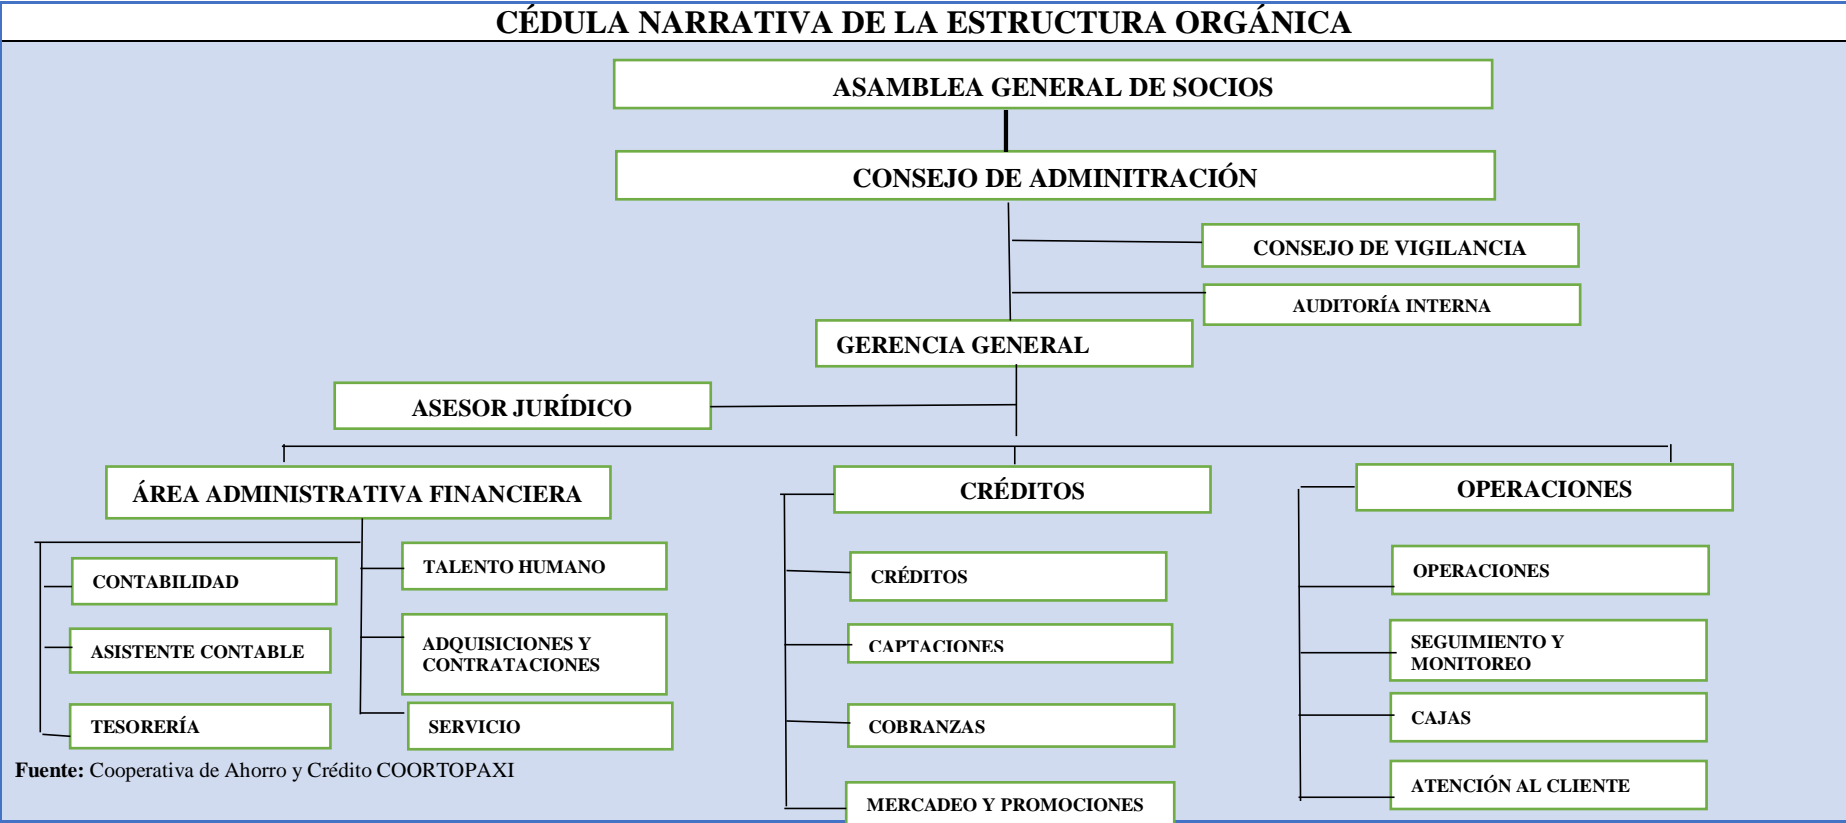 CÉDULA NARRATIVA DE LA ESTRUCTURA ORGÁNICA
ASAMBLEA GENERAL DE SOCIOS
CONSEJO DE ADMINITRACIÓN
CONSEJO DE VIGILANCIA
AUDITORÍA INTERNA
GERENCIA GENERAL
ASESOR JURÍDICO
ÁREA ADMINISTRATIVA FINANCIERA
CONTABILIDAD
ASISTENTE CONTABLE
TESORERÍA
TALENTO HUMANO
ADQUISICIONES Y
CONTRATACIONES
SERVICIO
CRÉDITOS
CRÉDITOS
CAPTACIONES
COBRANZAS
MERCADEO Y PROMOCIONES
OPERACIONES
OPERACIONES
SEGUIMIENTO Y
MONITOREO
CAJAS
ATENCIÓN AL CLIENTE
Fuente: Cooperativa de Ahorro y Crédito COORTOPAXI